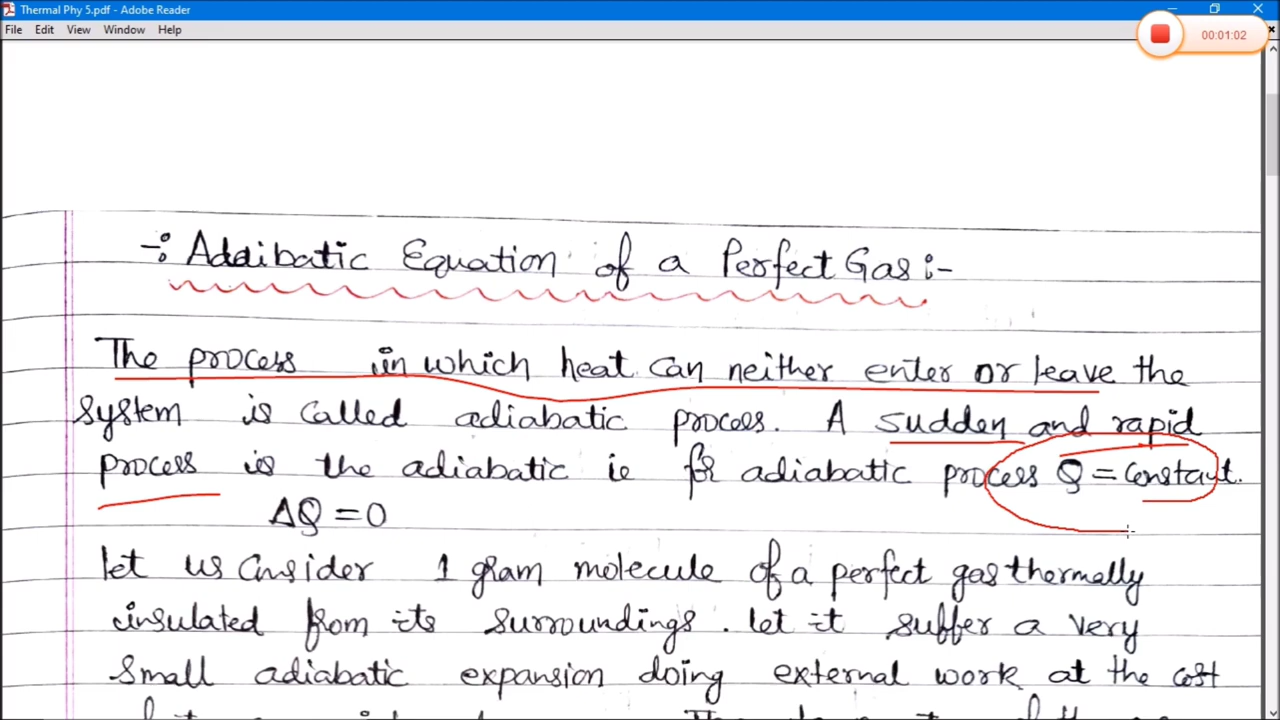 Thermal Phy 5.pdf - Adobe Reader
File Edit View Window Help
00:01:02
-: Addibatic Equation of a Perfect Gas :-
The process in which heat can neither enter or leave the
system is called adiabatic process. A sudden and rapid
process is the adiabatic ie for adiabatic process Q = Constant.
ΔQ = 0
let us Consider 1 gram molecule of a perfect gas thermally
insulated from its surroundings. let it suffer a very
small adiabatic expansion doing external work at the cost